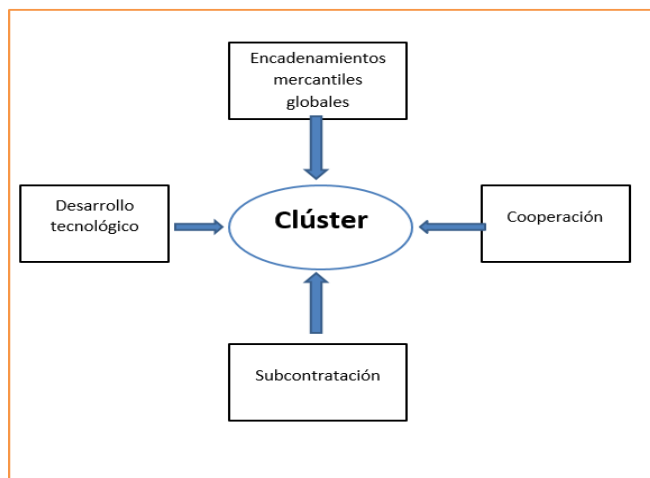 Encadenamientos
mercantiles
globales
Desarrollo
tecnológico
Clúster
Cooperación
Subcontratación